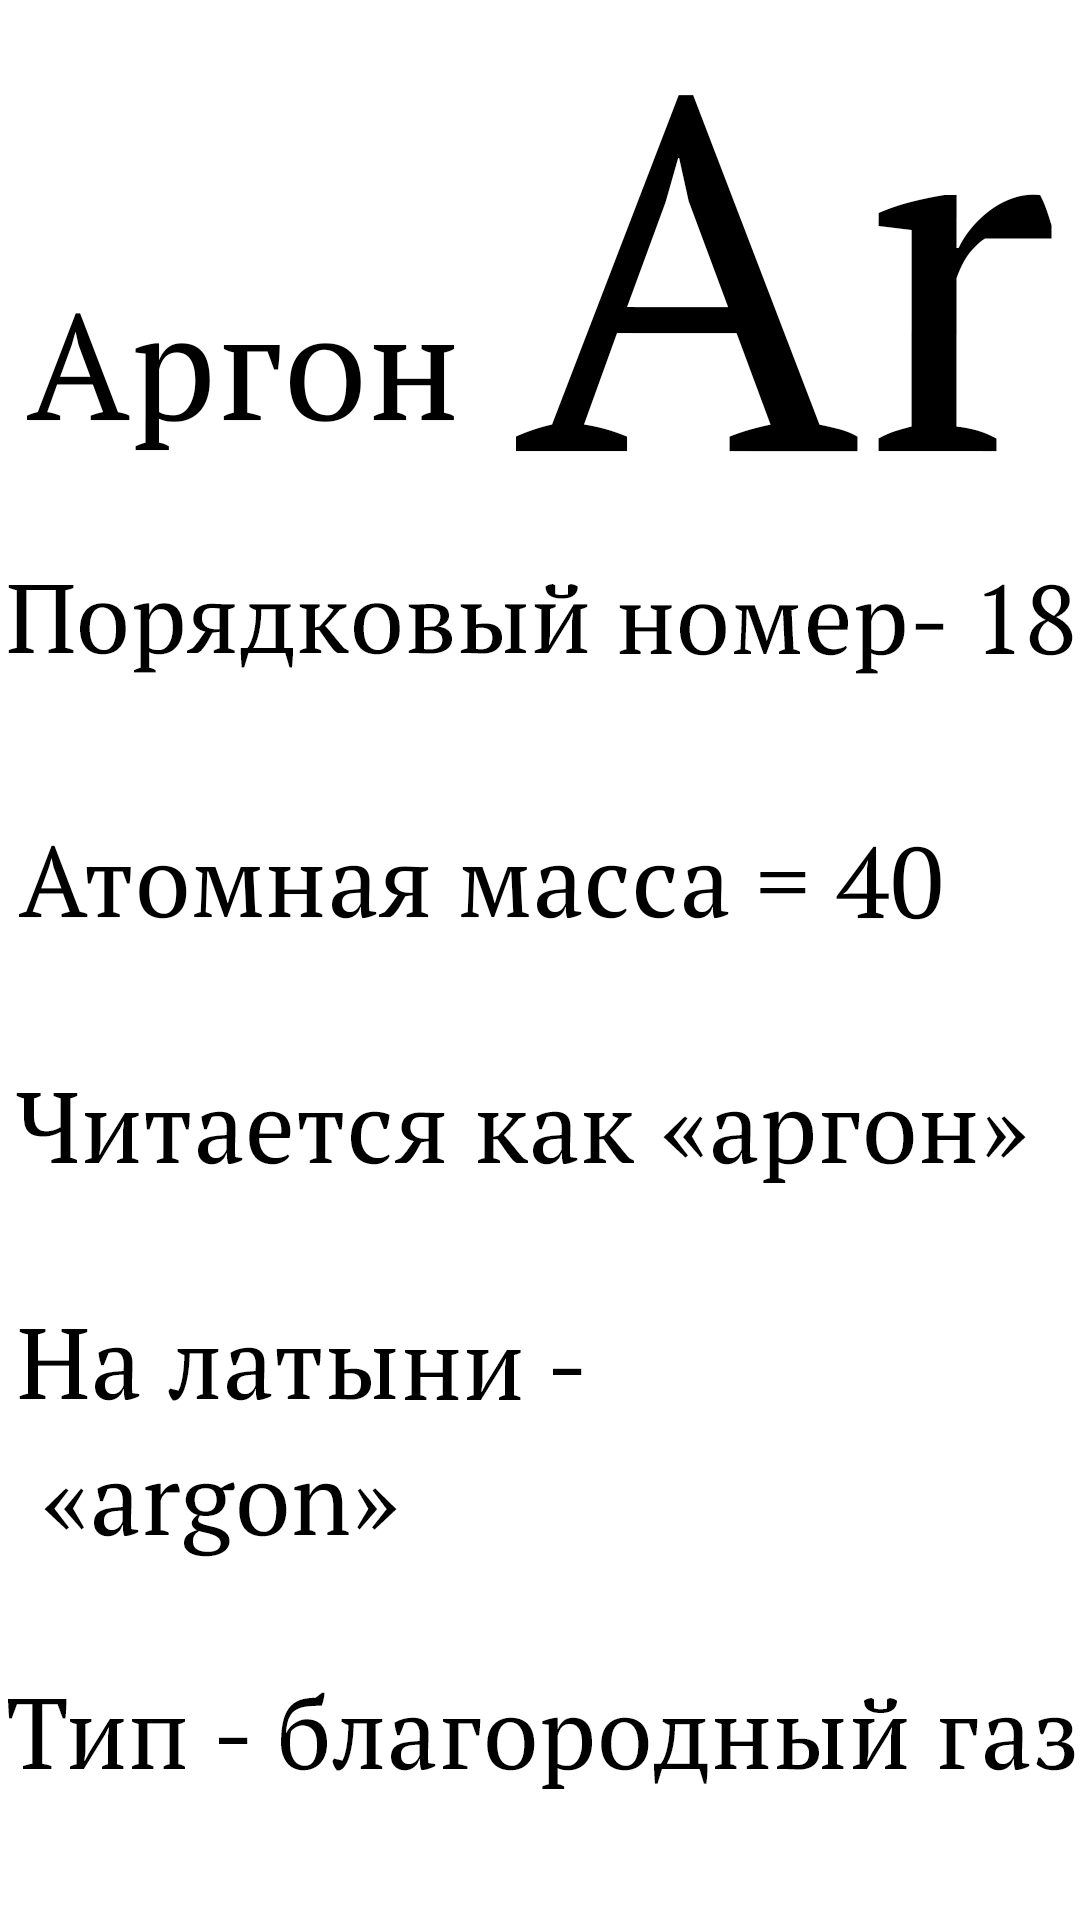 Аргон Ar
Порядковый номер- 18
Атомная масса = 40
Читается как «аргон»
На латыни -
«argon»
Тип - благородный газ